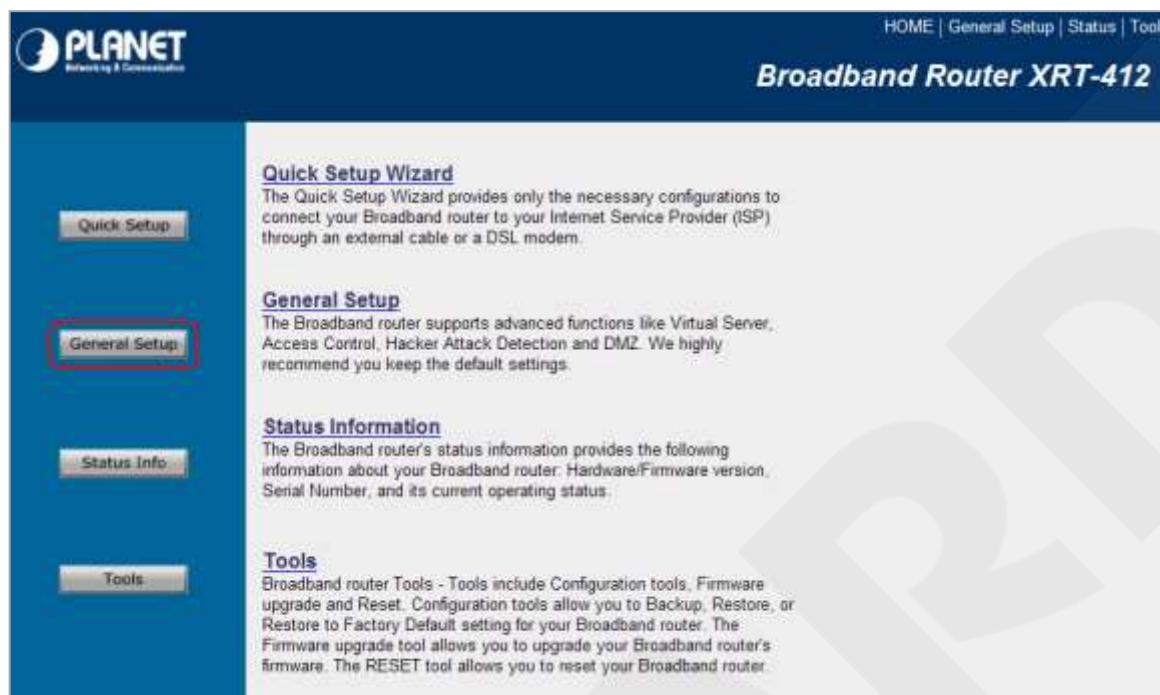 HOME | General Setup | Status |
PLANET
Networking & Communication
Broadband Router XRT-412
Quick Setup
General Setup
Status Info
Tools
Quick Setup Wizard
The Quick Setup Wizard provides only the necessary configurations to
connect your Broadband router to your Internet Service Provider (ISP)
through an external cable or a DSL modem.
General Setup
The Broadband router supports advanced functions like Virtual Server,
Access Control, Hacker Attack Detection and DMZ. We highly
recommend you keep the default settings.
Status Information
The Broadband router's status information provides the following
information about your Broadband router: Hardware/Firmware version,
Serial Number, and its current operating status.
Tools
Broadband router Tools - Tools include Configuration tools, Firmware
upgrade and Reset. Configuration tools allow you to Backup, Restore, or
Restore to Factory Default setting for your Broadband router. The
Firmware upgrade tool allows you to upgrade your Broadband router's
firmware. The RESET tool allows you to reset your Broadband router.